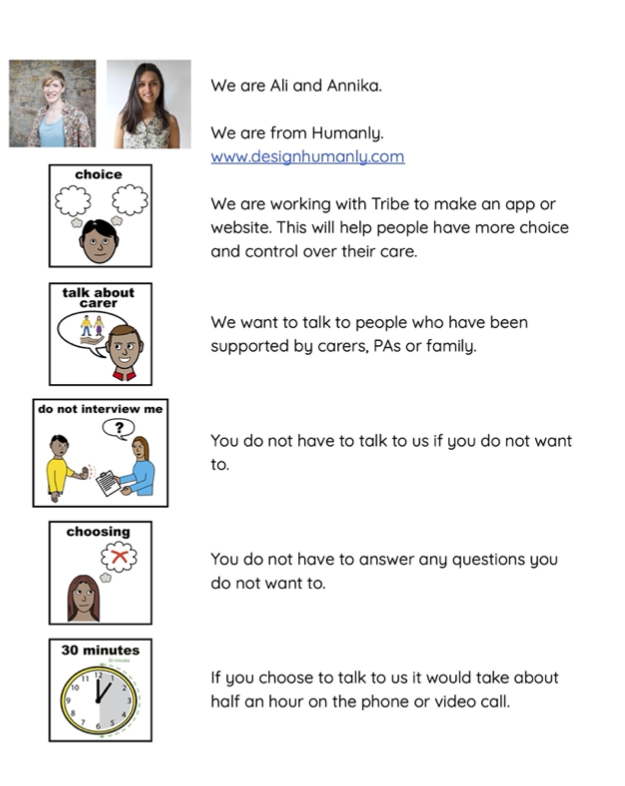 We are Ali and Annika.
We are from Humanly.
www.designhumanly.com
choice
We are working with Tribe to make an app or
website. This will help people have more choice
and control over their care.
talk about
carer
We want to talk to people who have been
supported by carers, PAs or family.
do not interview me
?
You do not have to talk to us if you do not want
to.
choosing
You do not have to answer any questions you
do not want to.
30 minutes
30 minutes
12
1
2
3
4
5
6
7
8
9
10
11
If you choose to talk to us it would take about
half an hour on the phone or video call.